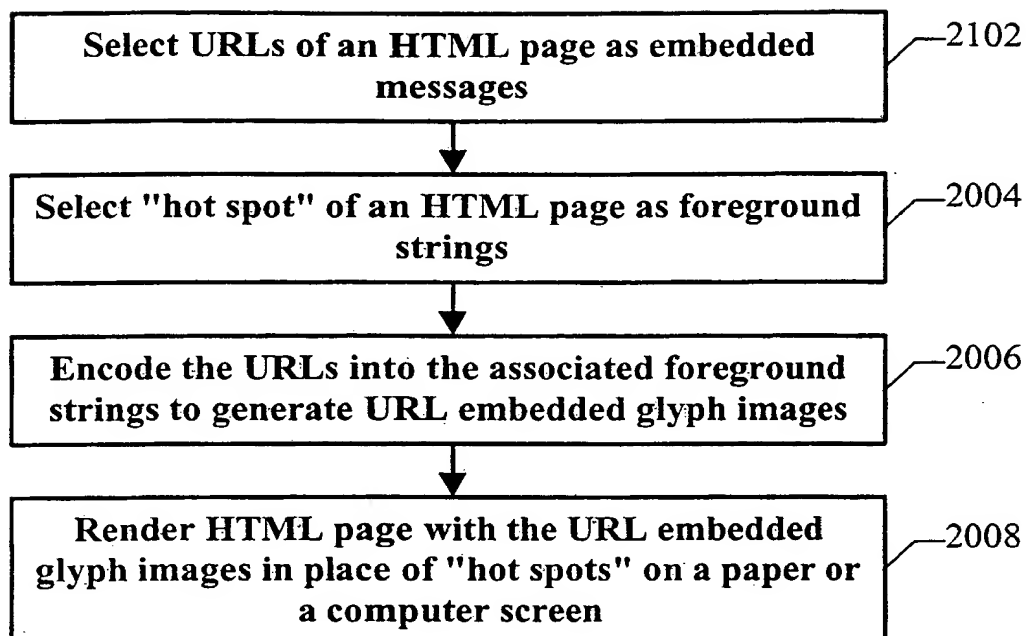 Select URLs of an HTML page as embedded
messages
2102
Select "hot spot" of an HTML page as foreground
strings
2004
Encode the URLs into the associated foreground
strings to generate URL embedded glyph images
2006
Render HTML page with the URL embedded
glyph images in place of "hot spots" on a paper or
a computer screen
2008